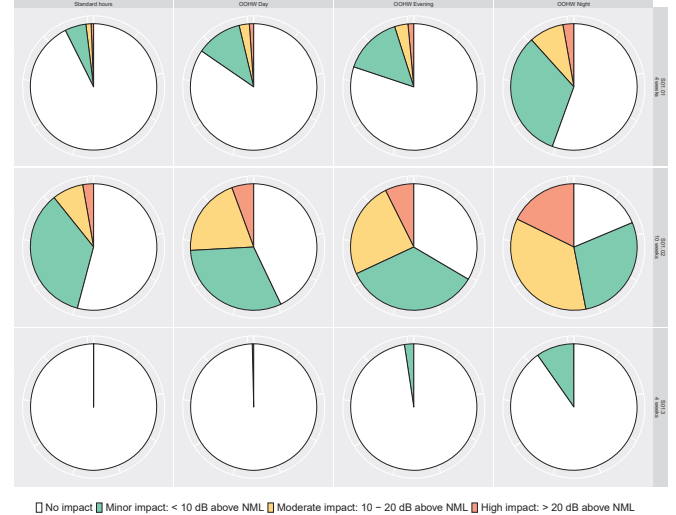 Standard hours
OOHW Day
OOHW Evening
OOHW Night
S01.01
4 weeks
S01.02
10 weeks
S01.3
4 weeks
No impact
Minor impact: < 10 dB above NML
Moderate impact: 10 − 20 dB above NML
High impact: > 20 dB above NML